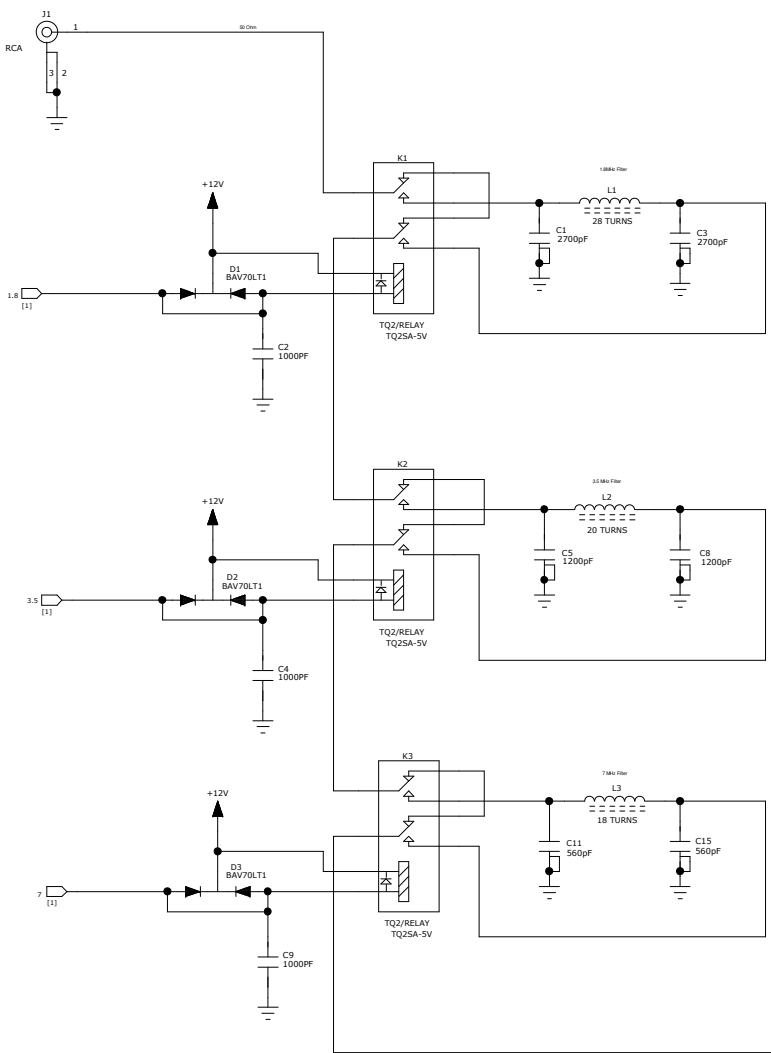 J1
1
50 Ohm
RCA
3 2
K1
1.8MHz Filter
+12V
L1
28 TURNS
C1
2700pF
C3
2700pF
D1
BAV70LT1
1.8
[1]
TQ2/RELAY
TQ2SA-5V
C2
1000PF
K2
3.5 MHz Filter
+12V
L2
20 TURNS
C5
1200pF
C8
1200pF
D2
BAV70LT1
3.5
[1]
TQ2/RELAY
TQ2SA-5V
C4
1000PF
K3
7 MHz Filter
+12V
L3
18 TURNS
C11
560pF
C15
560pF
D3
BAV70LT1
7
[1]
TQ2/RELAY
TQ2SA-5V
C9
1000PF